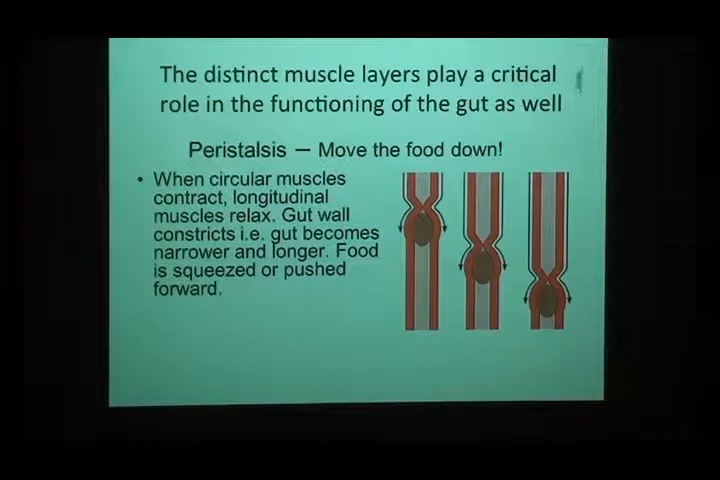 The distinct muscle layers play a critical
role in the functioning of the gut as well
Peristalsis – Move the food down!
• When circular muscles
contract, longitudinal
muscles relax. Gut wall
constricts i.e. gut becomes
narrower and longer. Food
is squeezed or pushed
forward.